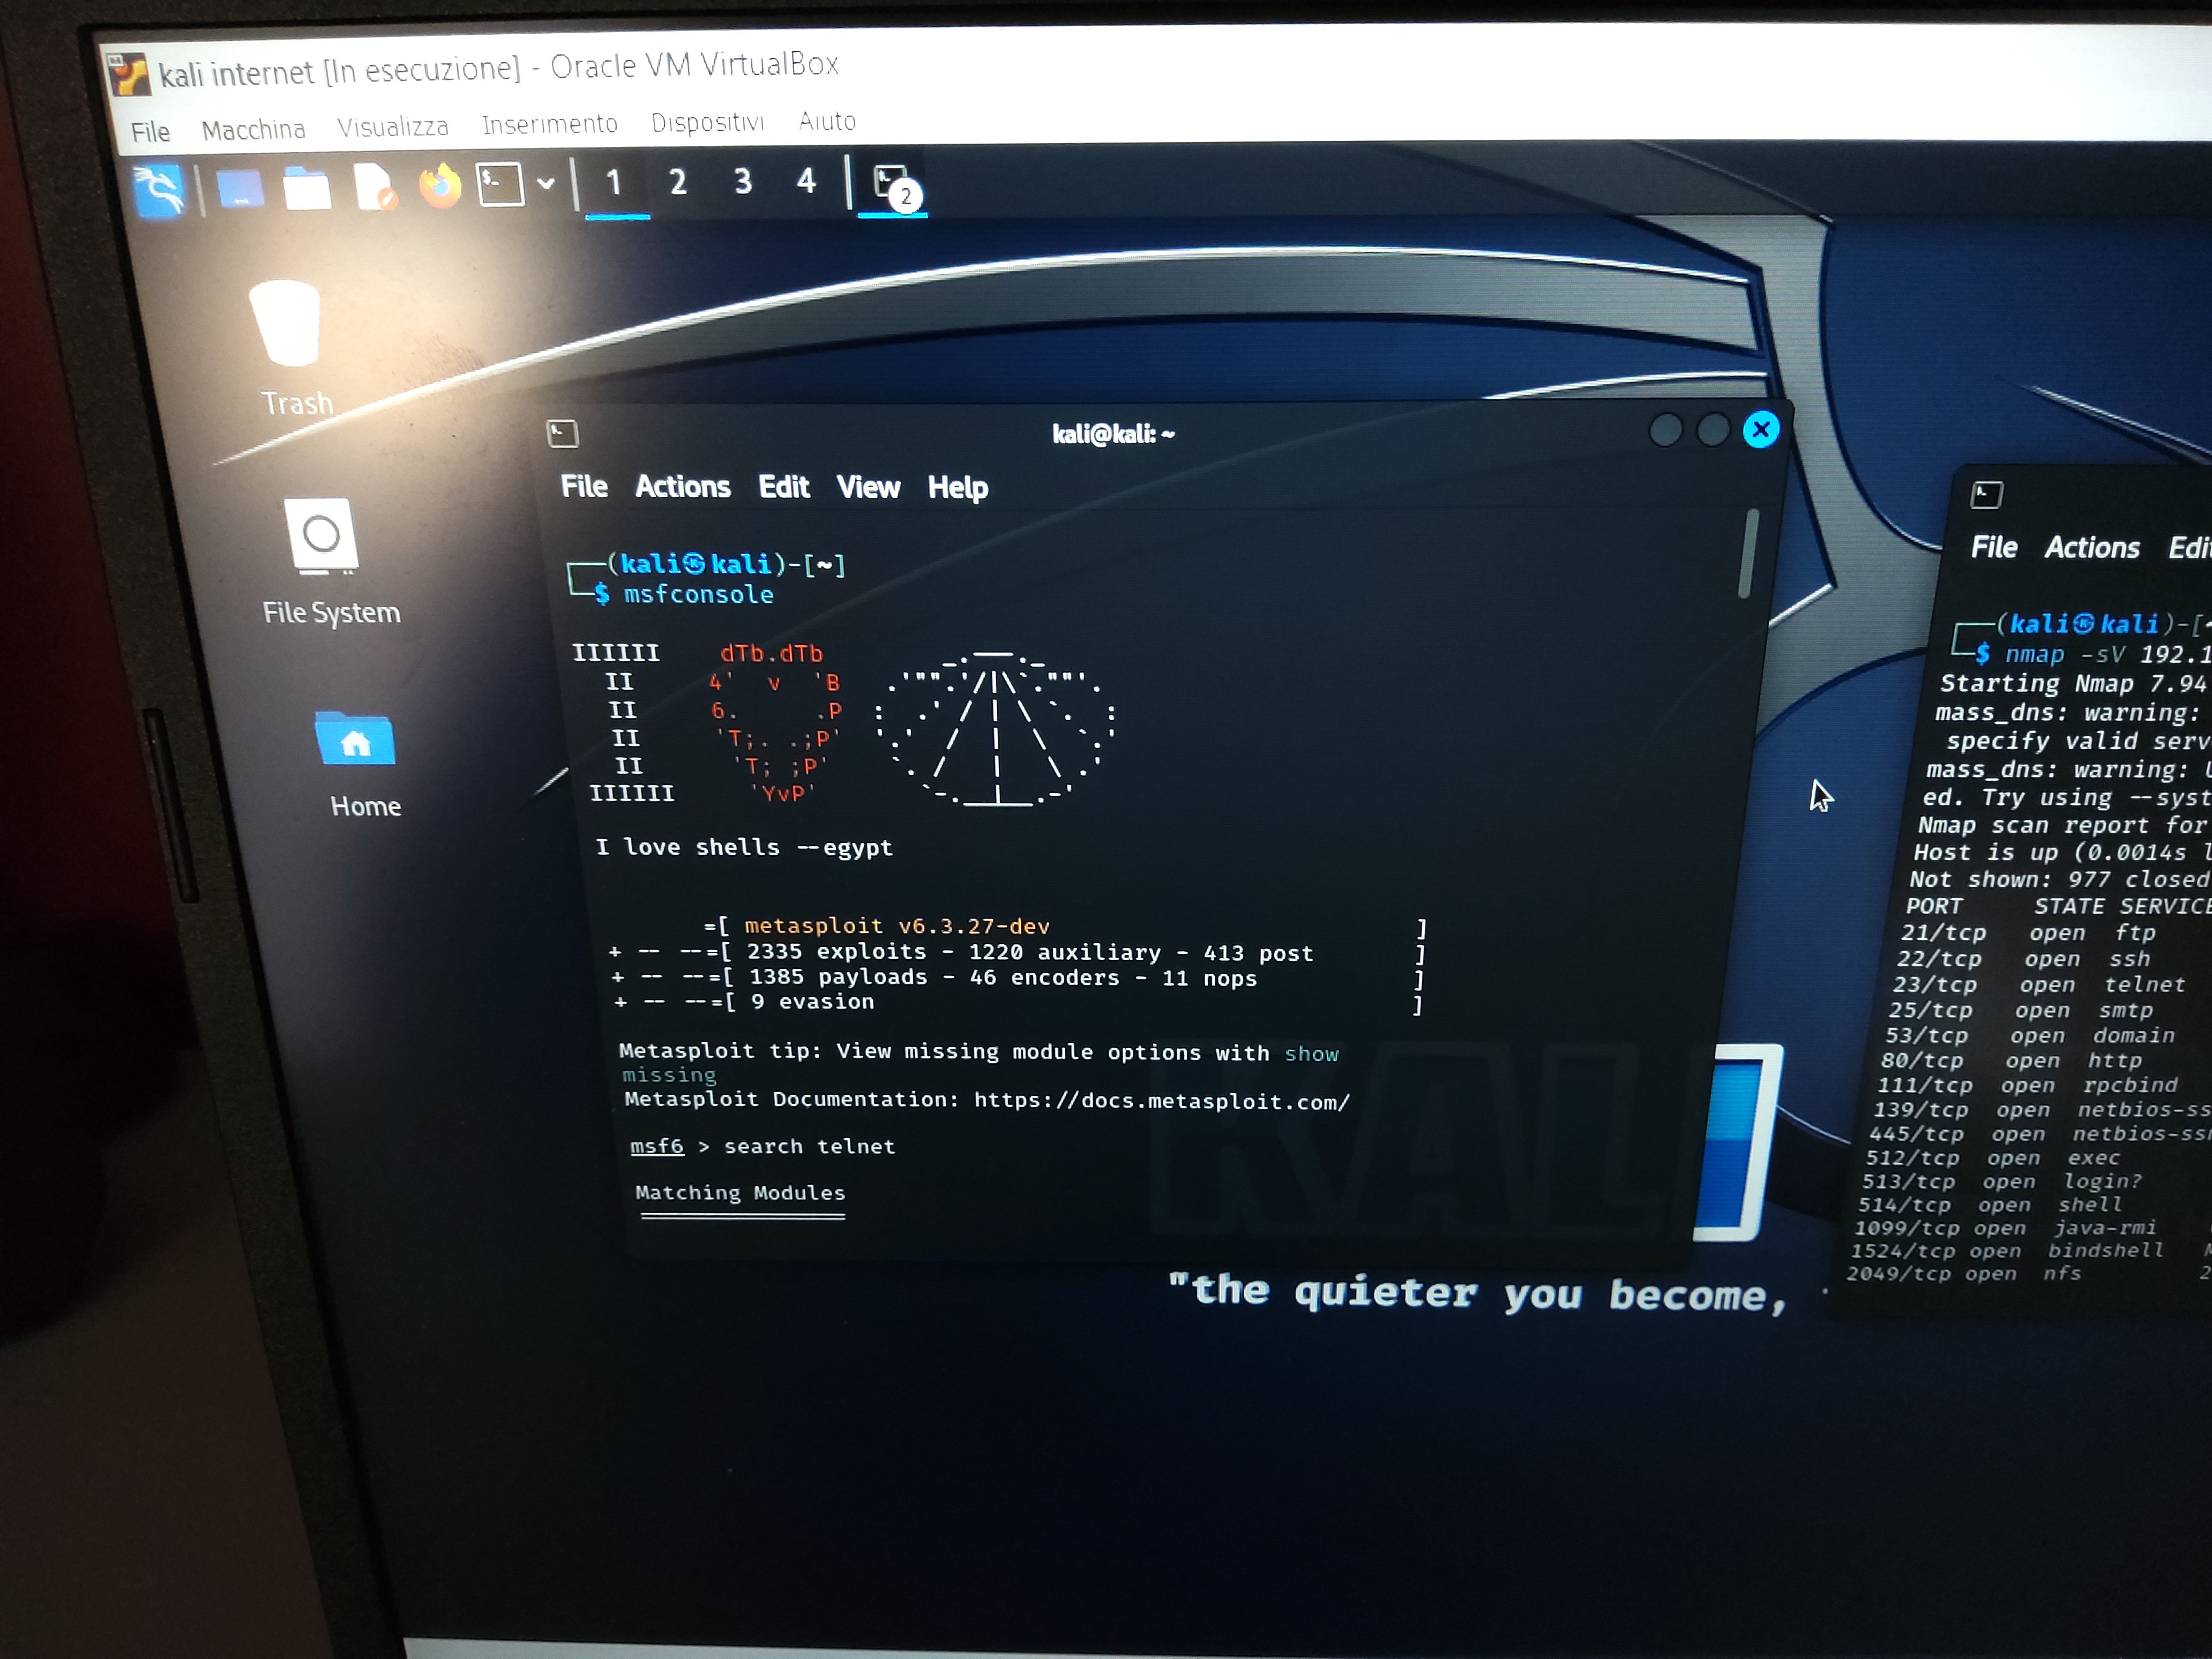 kali internet [In esecuzione] - Oracle VM VirtualBox
File Macchina Visualizza Inserimento Dispositivi Aiuto
1 2 3 4 2
Trash
File System
Home
kali@kali: ~
File Actions Edit View Help
┌──(kali㉿kali)-[~]
└─$ msfconsole
IIIIII    dTb.dTb        _.---._
  II     4'  v  'B   .'"".'/|\`.""'.
  II     6.     .P  :  .' / | \ `.  :
  II     'T;. .;P'  '.'  /  |  \  `.'
  II      'T; ;P'    `. /   |   \ .'
IIIIII     'YvP'       `-.__|__.-'
I love shells --egypt
=[ metasploit v6.3.27-dev ]
+ -- --=[ 2335 exploits - 1220 auxiliary - 413 post ]
+ -- --=[ 1385 payloads - 46 encoders - 11 nops ]
+ -- --=[ 9 evasion ]
Metasploit tip: View missing module options with show
missing
Metasploit Documentation: https://docs.metasploit.com/
msf6 > search telnet
Matching Modules
================
KALI
"the quieter you become,
File Actions Edi
┌──(kali㉿kali)-[
└─$ nmap -sV 192.1
Starting Nmap 7.94
mass_dns: warning:
specify valid serv
mass_dns: warning:
ed. Try using --syst
Nmap scan report for
Host is up (0.0014s l
Not shown: 977 closed
PORT STATE SERVICE
21/tcp open ftp
22/tcp open ssh
23/tcp open telnet
25/tcp open smtp
53/tcp open domain
80/tcp open http
111/tcp open rpcbind
139/tcp open netbios-ss
445/tcp open netbios-ssn
512/tcp open exec
513/tcp open login?
514/tcp open shell
1099/tcp open java-rmi
1524/tcp open bindshell
2049/tcp open nfs 2